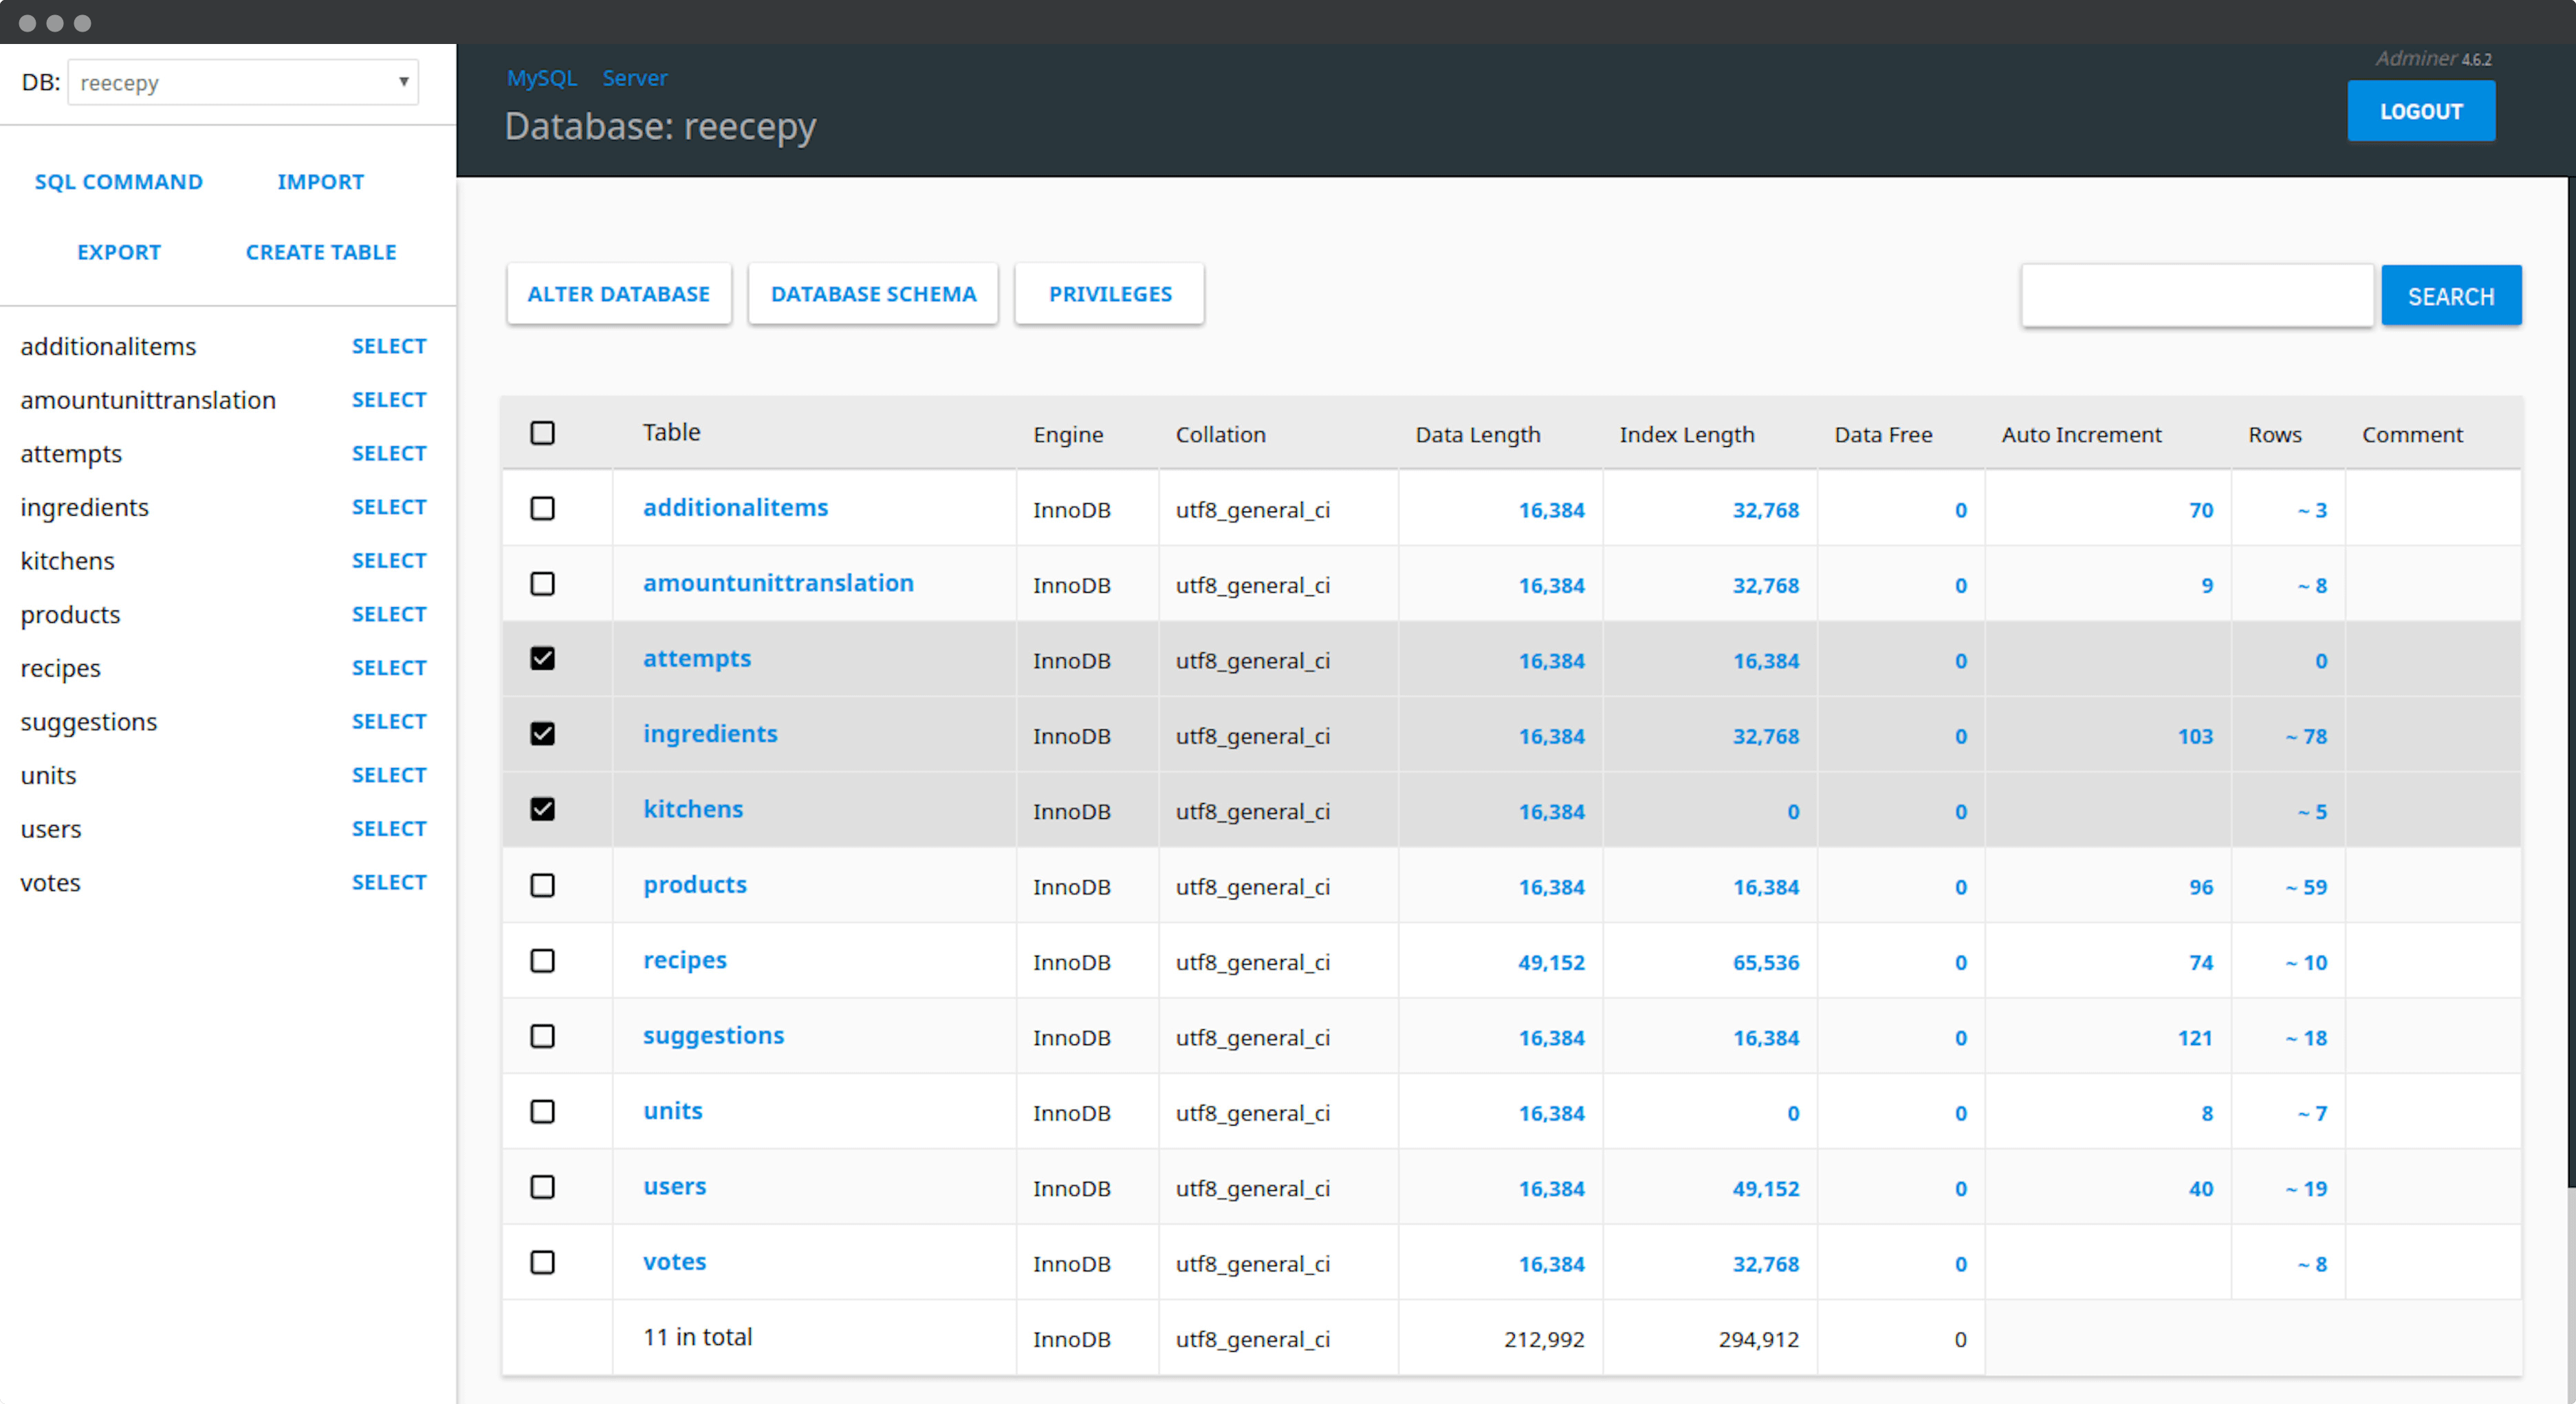 DB: reecepy
SQL COMMAND IMPORT
EXPORT CREATE TABLE
additionalitems SELECT
amountunittranslation SELECT
attempts SELECT
ingredients SELECT
kitchens SELECT
products SELECT
recipes SELECT
suggestions SELECT
units SELECT
users SELECT
votes SELECT
MySQL Server
Adminer 4.6.2
Database: reecepy
LOGOUT
ALTER DATABASE DATABASE SCHEMA PRIVILEGES SEARCH
Table Engine Collation Data Length Index Length Data Free Auto Increment Rows Comment
additionalitems InnoDB utf8_general_ci 16,384 32,768 0 70 ~ 3
amountunittranslation InnoDB utf8_general_ci 16,384 32,768 0 9 ~ 8
attempts InnoDB utf8_general_ci 16,384 16,384 0 0
ingredients InnoDB utf8_general_ci 16,384 32,768 0 103 ~ 78
kitchens InnoDB utf8_general_ci 16,384 0 0 ~ 5
products InnoDB utf8_general_ci 16,384 16,384 0 96 ~ 59
recipes InnoDB utf8_general_ci 49,152 65,536 0 74 ~ 10
suggestions InnoDB utf8_general_ci 16,384 16,384 0 121 ~ 18
units InnoDB utf8_general_ci 16,384 0 0 8 ~ 7
users InnoDB utf8_general_ci 16,384 49,152 0 40 ~ 19
votes InnoDB utf8_general_ci 16,384 32,768 0 ~ 8
11 in total InnoDB utf8_general_ci 212,992 294,912 0